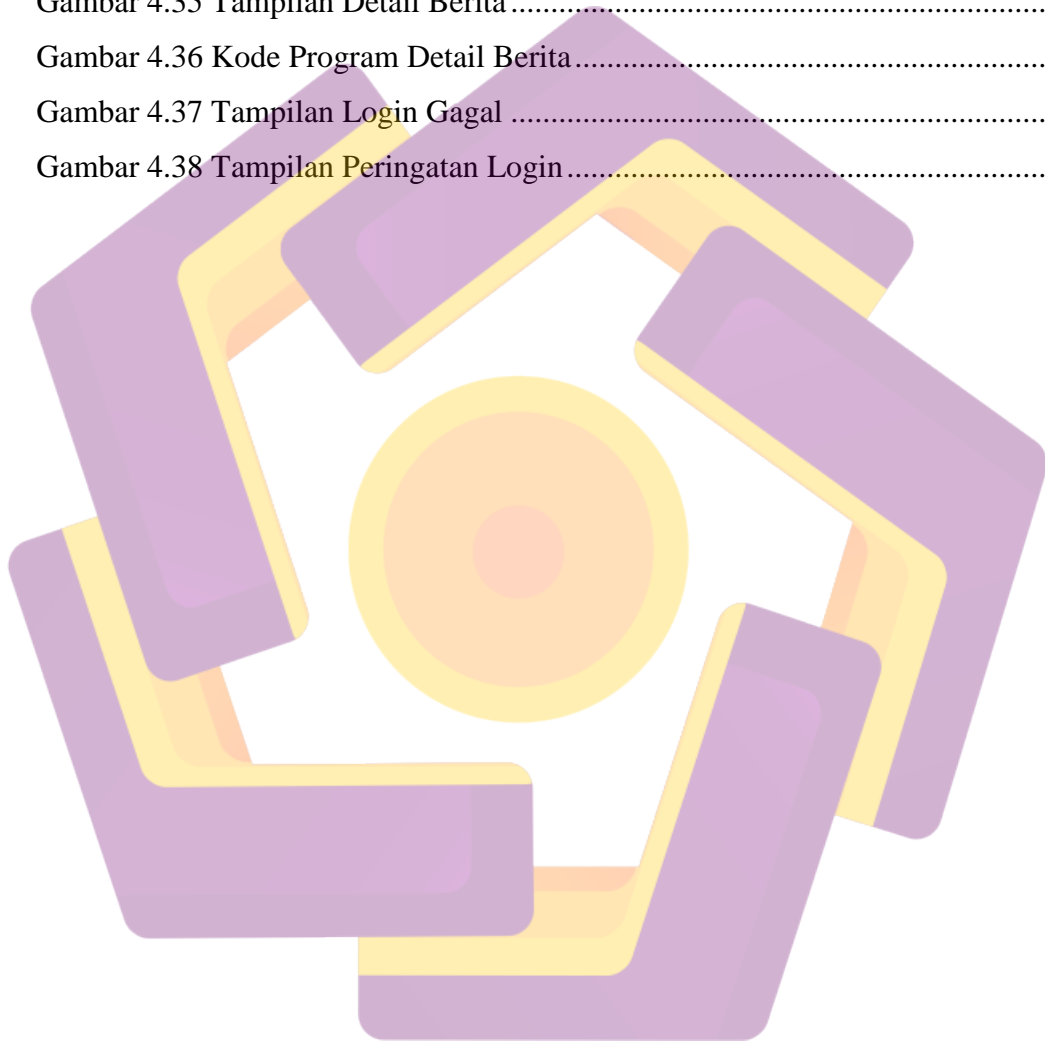 Gambar 4.35 Tampilan Detail Berita ..........................................................................
Gambar 4.36 Kode Program Detail Berita ..................................................................
Gambar 4.37 Tampilan Login Gagal ..........................................................................
Gambar 4.38 Tampilan Peringatan Login ...................................................................